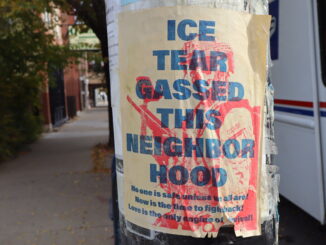 ICE
TEAR
GASSED
THIS
NEIGHBOR
HOOD
No one is safe unless we all are!
Now is the time to fight back!
Love is the only engine of survival!